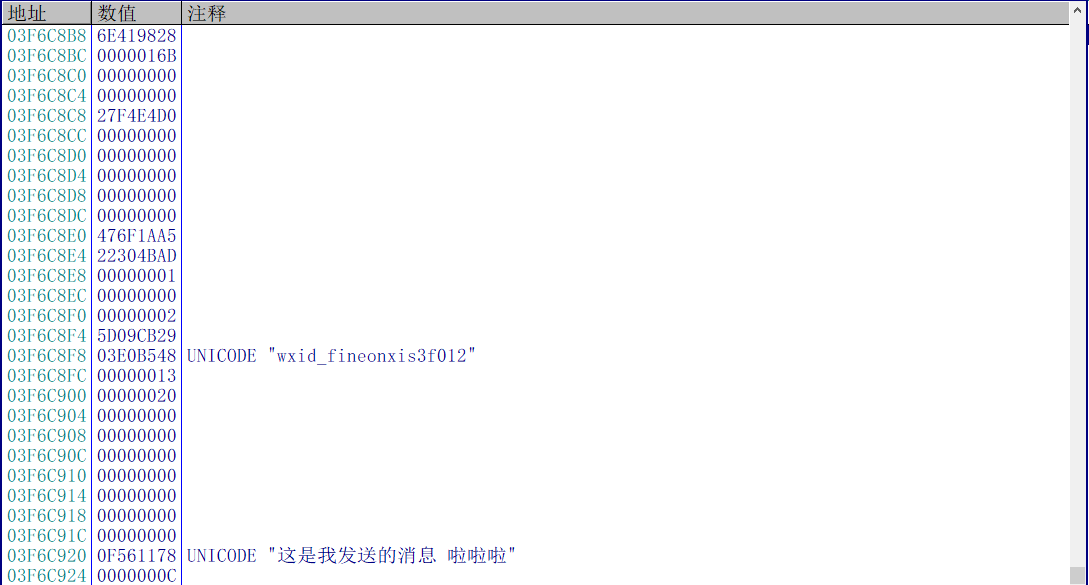 地址 数值 注释
03F6C8B8 6E419828
03F6C8BC 0000016B
03F6C8C0 00000000
03F6C8C4 00000000
03F6C8C8 27F4E4D0
03F6C8CC 00000000
03F6C8D0 00000000
03F6C8D4 00000000
03F6C8D8 00000000
03F6C8DC 00000000
03F6C8E0 476F1AA5
03F6C8E4 22304BAD
03F6C8E8 00000001
03F6C8EC 00000000
03F6C8F0 00000002
03F6C8F4 5D09CB29
03F6C8F8 03E0B548 UNICODE "wxid_fineonxis3f012"
03F6C8FC 00000013
03F6C900 00000020
03F6C904 00000000
03F6C908 00000000
03F6C90C 00000000
03F6C910 00000000
03F6C914 00000000
03F6C918 00000000
03F6C91C 00000000
03F6C920 0F561178 UNICODE "这是我发送的消息 啦啦啦"
03F6C924 0000000C